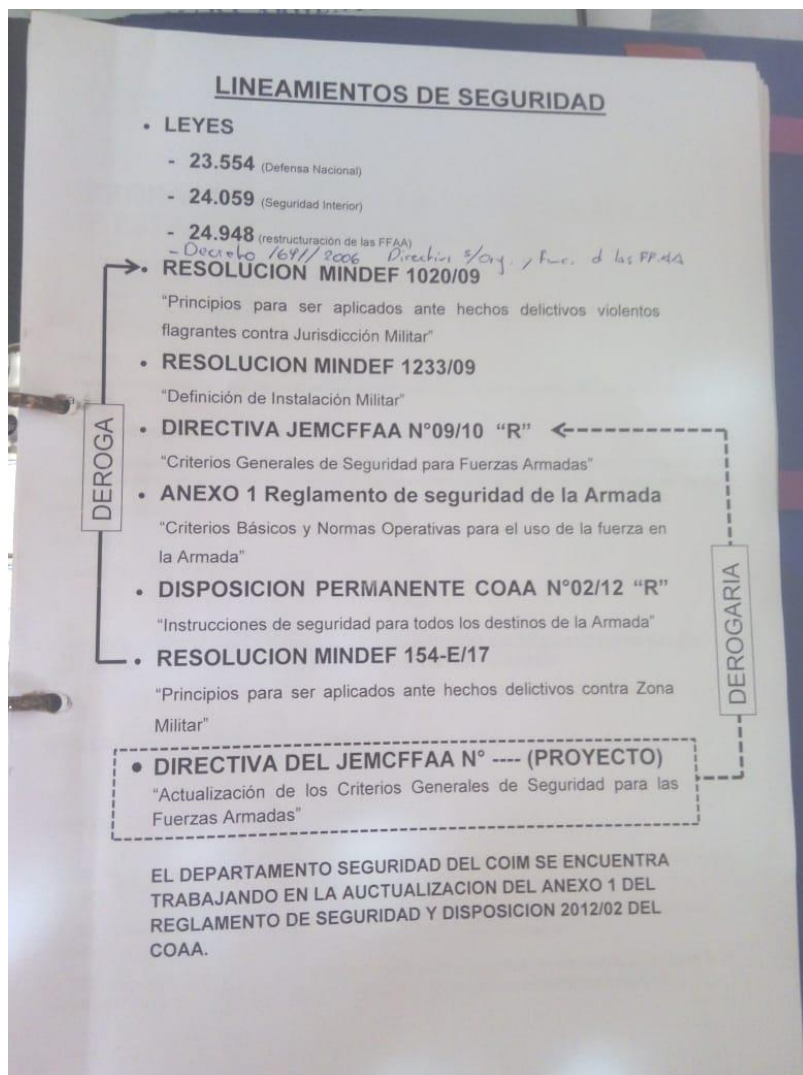 LINEAMIENTOS DE SEGURIDAD
• LEYES
- 23.554 (Defensa Nacional)
- 24.059 (Seguridad Interior)
- 24.948 (restructuración de las FFAA)
- Decreto 1691/2006 Directiva s/Org. y Func. d las FF.AA
• RESOLUCION MINDEF 1020/09
"Principios para ser aplicados ante hechos delictivos violentos
flagrantes contra Jurisdicción Militar"
• RESOLUCION MINDEF 1233/09
"Definición de Instalación Militar"
• DIRECTIVA JEMCFFAA N°09/10 "R"
"Criterios Generales de Seguridad para Fuerzas Armadas"
• ANEXO 1 Reglamento de seguridad de la Armada
"Criterios Básicos y Normas Operativas para el uso de la fuerza en
la Armada"
• DISPOSICION PERMANENTE COAA N°02/12 "R"
"Instrucciones de seguridad para todos los destinos de la Armada"
• RESOLUCION MINDEF 154-E/17
"Principios para ser aplicados ante hechos delictivos contra Zona
Militar"
• DIRECTIVA DEL JEMCFFAA N° ---- (PROYECTO)
"Actualización de los Criterios Generales de Seguridad para las
Fuerzas Armadas"
DEROGA
DEROGARIA
EL DEPARTAMENTO SEGURIDAD DEL COIM SE ENCUENTRA
TRABAJANDO EN LA AUCTUALIZACION DEL ANEXO 1 DEL
REGLAMENTO DE SEGURIDAD Y DISPOSICION 2012/02 DEL
COAA.